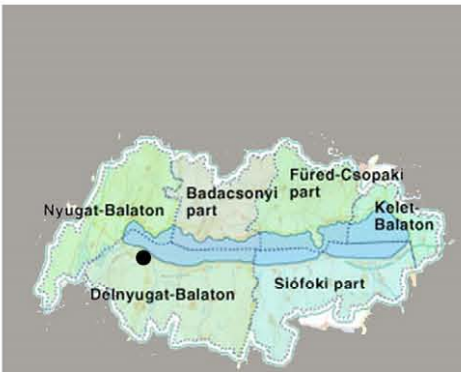 Füred-Csopaki
part
Badacsonyi
part
Nyugat-Balaton
Kelet-
Balaton
Délnyugat-Balaton
Siófoki part